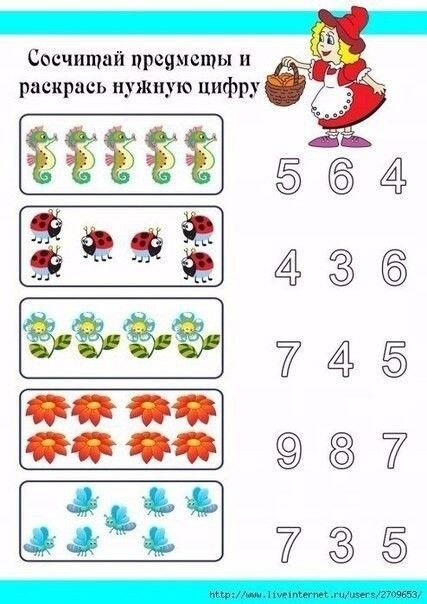 Сосчитай предметы и
раскрась нужную цифру
5 6 4
4 3 6
7 4 5
9 8 7
7 3 5
http://www.liveinternet.ru/users/2709653/